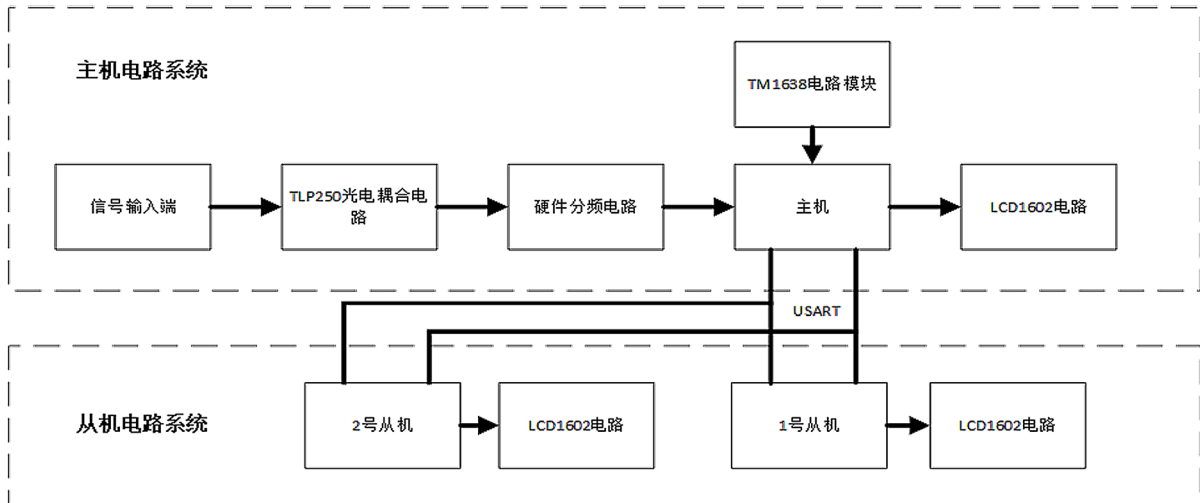 主机电路系统
TM1638电路模块
信号输入端
TLP250光电耦合电
路
硬件分频电路
主机
LCD1602电路
USART
从机电路系统
2号从机
LCD1602电路
1号从机
LCD1602电路